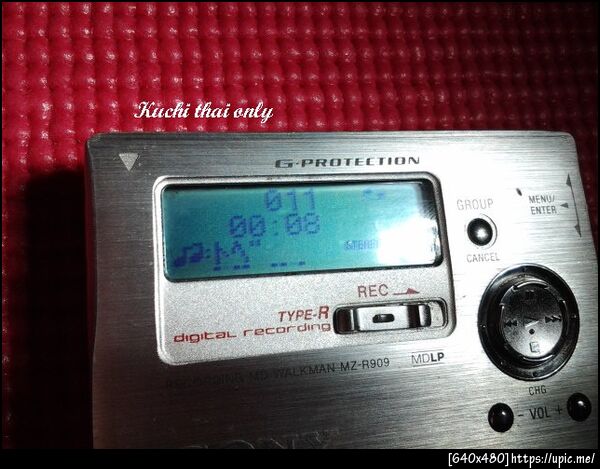 Kuchi thai only
G-PROTECTION
011
00:08
STEREO
GROUP
CANCEL
MENU/
ENTER
REC
TYPE-R
digital recording
RECORDING MD WALKMAN MZ-R909
MDLP
CHG
- VOL +
SONY
[640x480]https://upic.me/